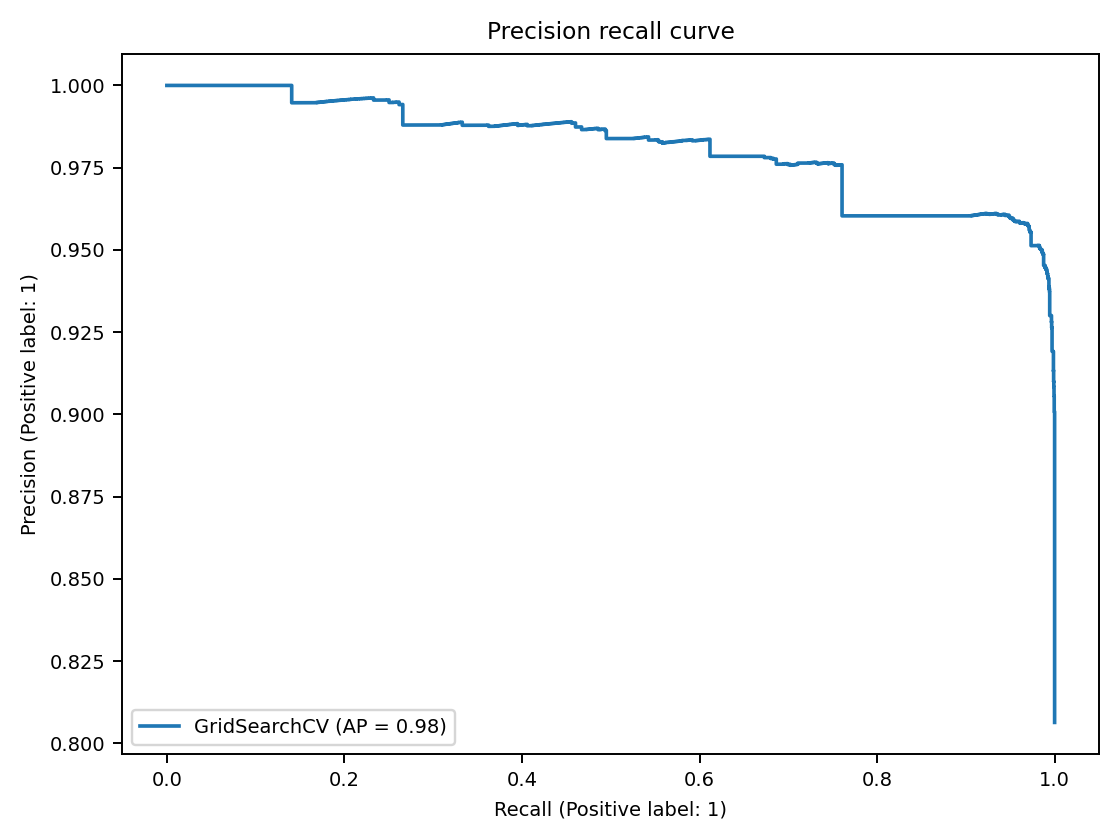 Precision recall curve
Precision (Positive label: 1)
1.000
0.975
0.950
0.925
0.900
0.875
0.850
0.825
0.800
GridSearchCV (AP = 0.98)
0.0 0.2 0.4 0.6 0.8 1.0
Recall (Positive label: 1)